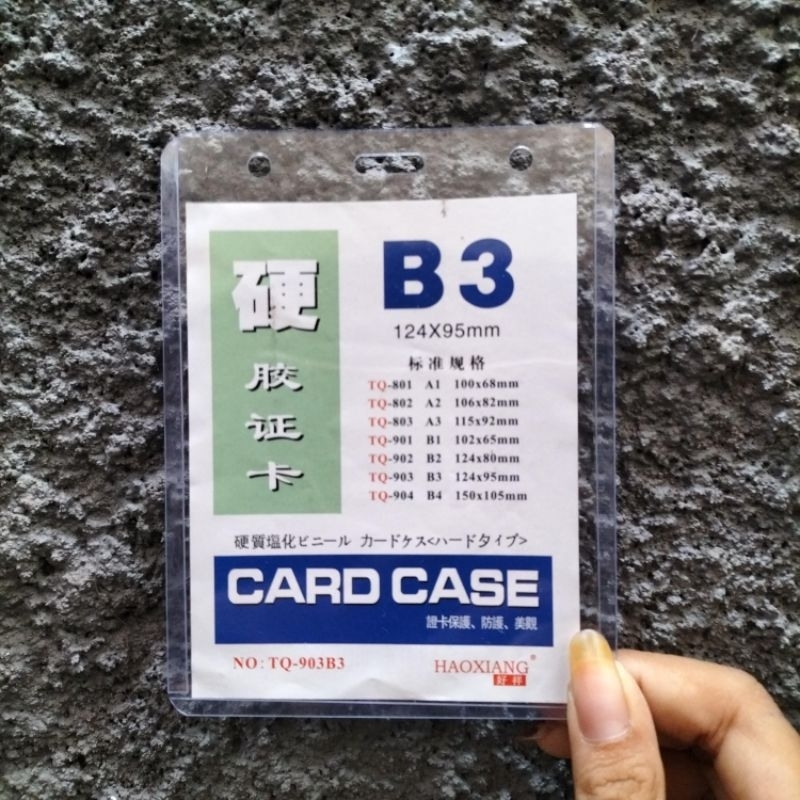 硬
胶
证
卡
B3
124X95mm
标准规格
TQ-801 A1 100x68mm
TQ-802 A2 106x82mm
TQ-803 A3 115x92mm
TQ-901 B1 102x65mm
TQ-902 B2 124x80mm
TQ-903 B3 124x95mm
TQ-904 B4 150x105mm
硬質塩化ビニール カードケス<ハードタイプ>
CARD CASE
證卡保護、防護、美觀
NO: TQ-903B3
HAOXIANG®
好样